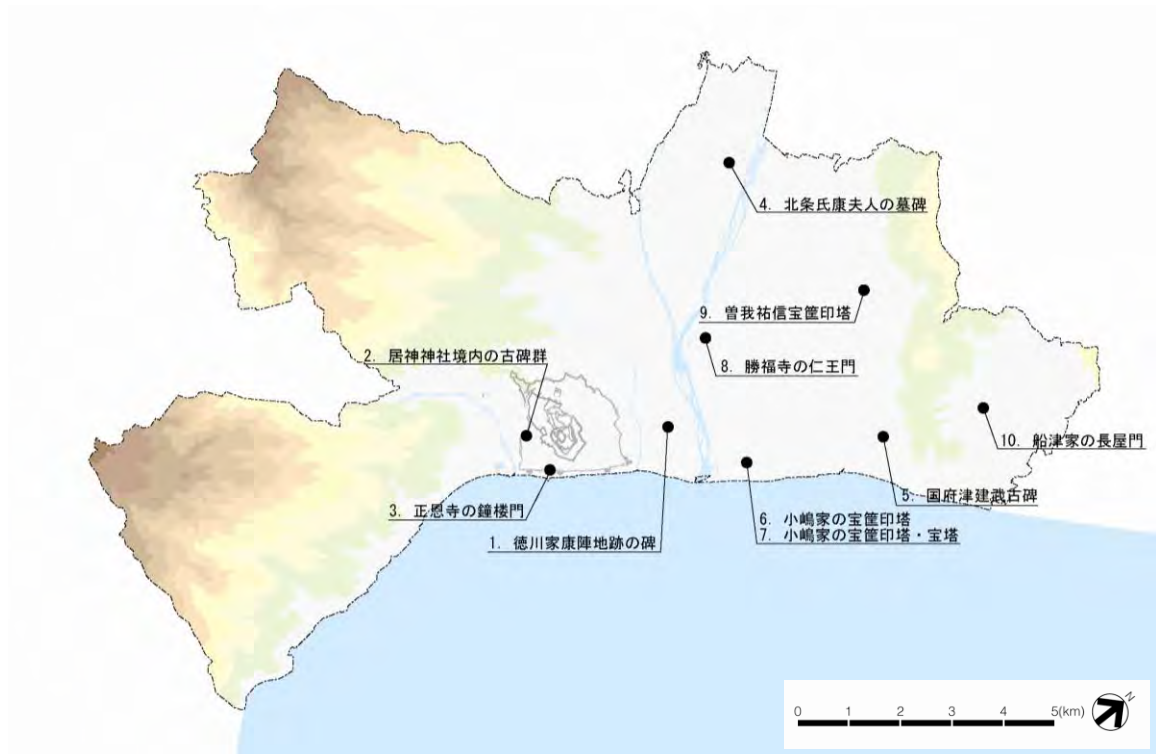 4. 北条氏康夫人の墓碑
9. 曽我祐信宝篋印塔
2. 居神神社境内の古碑群
8. 勝福寺の仁王門
10. 船津家の長屋門
5. 国府津建武古碑
3. 正恩寺の鐘楼門
6. 小嶋家の宝篋印塔
7. 小嶋家の宝篋印塔・宝塔
1. 徳川家康陣地跡の碑
N
0 1 2 3 4 5(km)